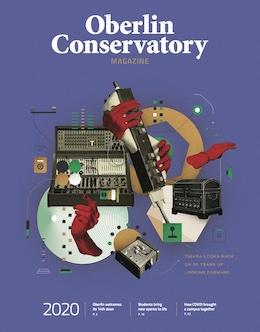 Oberlin
Conservatory
MAGAZINE
TIMARA LOOKS BACK
ON 50 YEARS OF
LOOKING FORWARD
2020
Oberlin welcomes
its 14th dean
Students bring
new operas to life
How COVID brought
a campus together